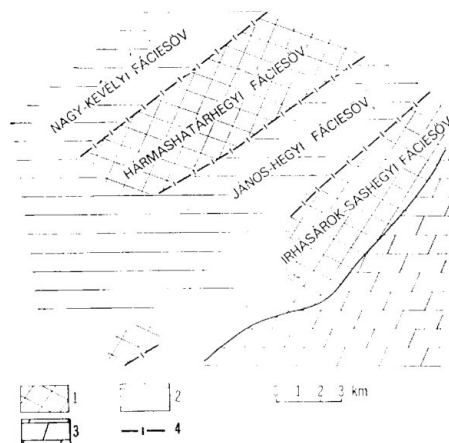 NAGY-KEVÉLYI FÁCIESÖV
HÁRMASHATÁRHEGYI FÁCIESÖV
JÁNOS-HEGYI FÁCIESÖV
IRHASÁROK-SASHEGYI FÁCIESÖV
1 2 0 1 2 3 km
3 4